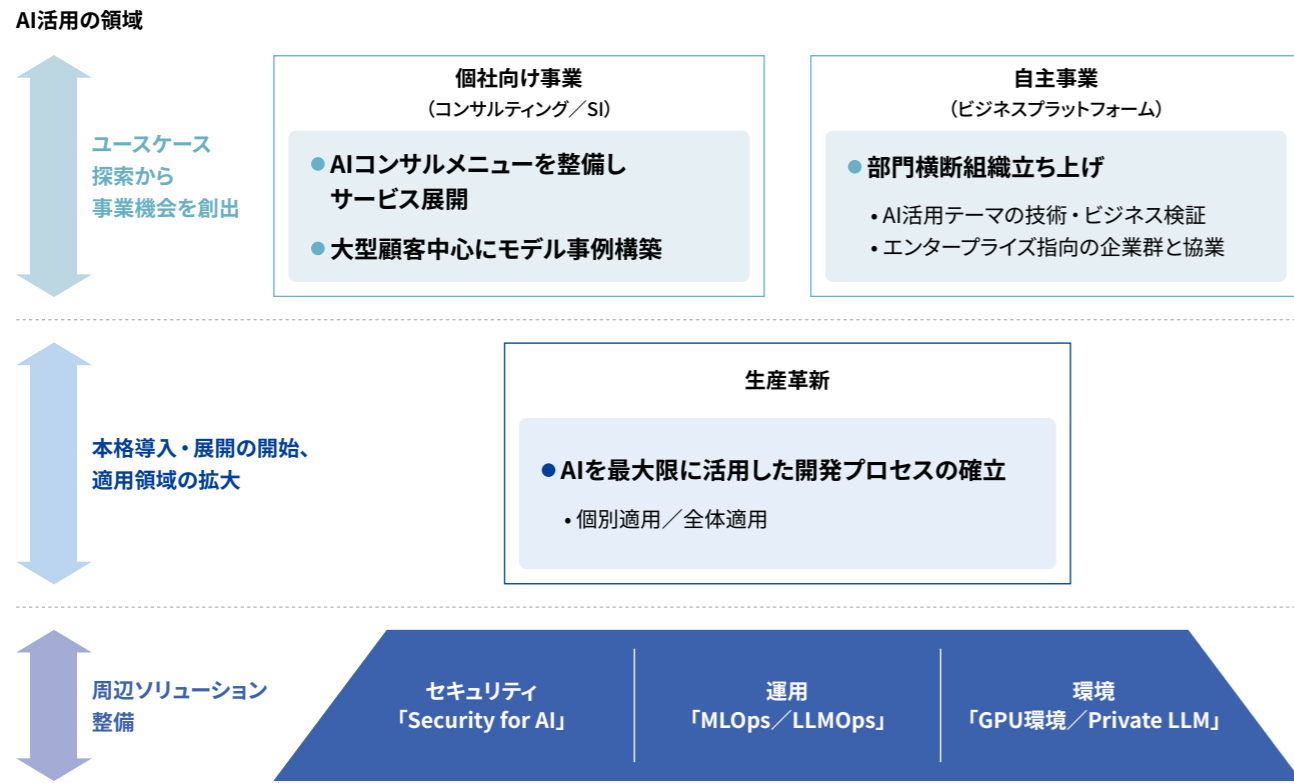 AI活用の領域
ユースケース
探索から
事業機会を創出
個社向け事業
（コンサルティング／SI）
●AIコンサルメニューを整備し
サービス展開
●大型顧客中心にモデル事例構築
自主事業
（ビジネスプラットフォーム）
●部門横断組織立ち上げ
・AI活用テーマの技術・ビジネス検証
・エンタープライズ指向の企業群と協業
本格導入・展開の開始、
適用領域の拡大
生産革新
●AIを最大限に活用した開発プロセスの確立
・個別適用／全体適用
周辺ソリューション
整備
セキュリティ
「Security for AI」
運用
「MLOps／LLMOps」
環境
「GPU環境／Private LLM」